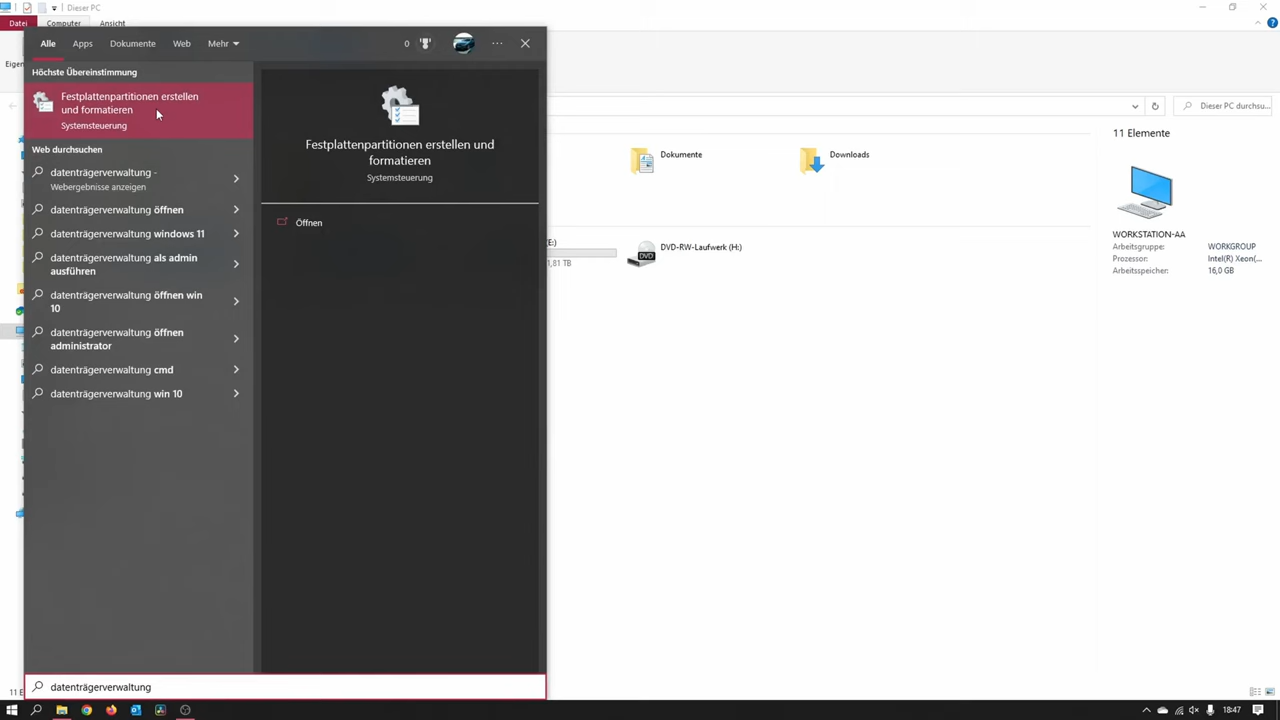 Dieser PC
Datei
Computer
Ansicht
Alle
Apps
Dokumente
Web
Mehr
0
Höchste Übereinstimmung
Festplattenpartitionen erstellen
und formatieren
Systemsteuerung
Web durchsuchen
datenträgerverwaltung -
Webergebnisse anzeigen
datenträgerverwaltung öffnen
datenträgerverwaltung windows 11
datenträgerverwaltung als admin
ausführen
datenträgerverwaltung öffnen win
10
datenträgerverwaltung öffnen
administrator
datenträgerverwaltung cmd
datenträgerverwaltung win 10
datenträgerverwaltung
Festplattenpartitionen erstellen und
formatieren
Systemsteuerung
Öffnen
Dieser PC durchsu...
Dokumente
Downloads
(E:)
1,81 TB
DVD-RW-Laufwerk (H:)
DVD
11 Elemente
WORKSTATION-AA
Arbeitsgruppe: WORKGROUP
Prozessor: Intel(R) Xeon(...
Arbeitsspeicher: 16,0 GB
18:47